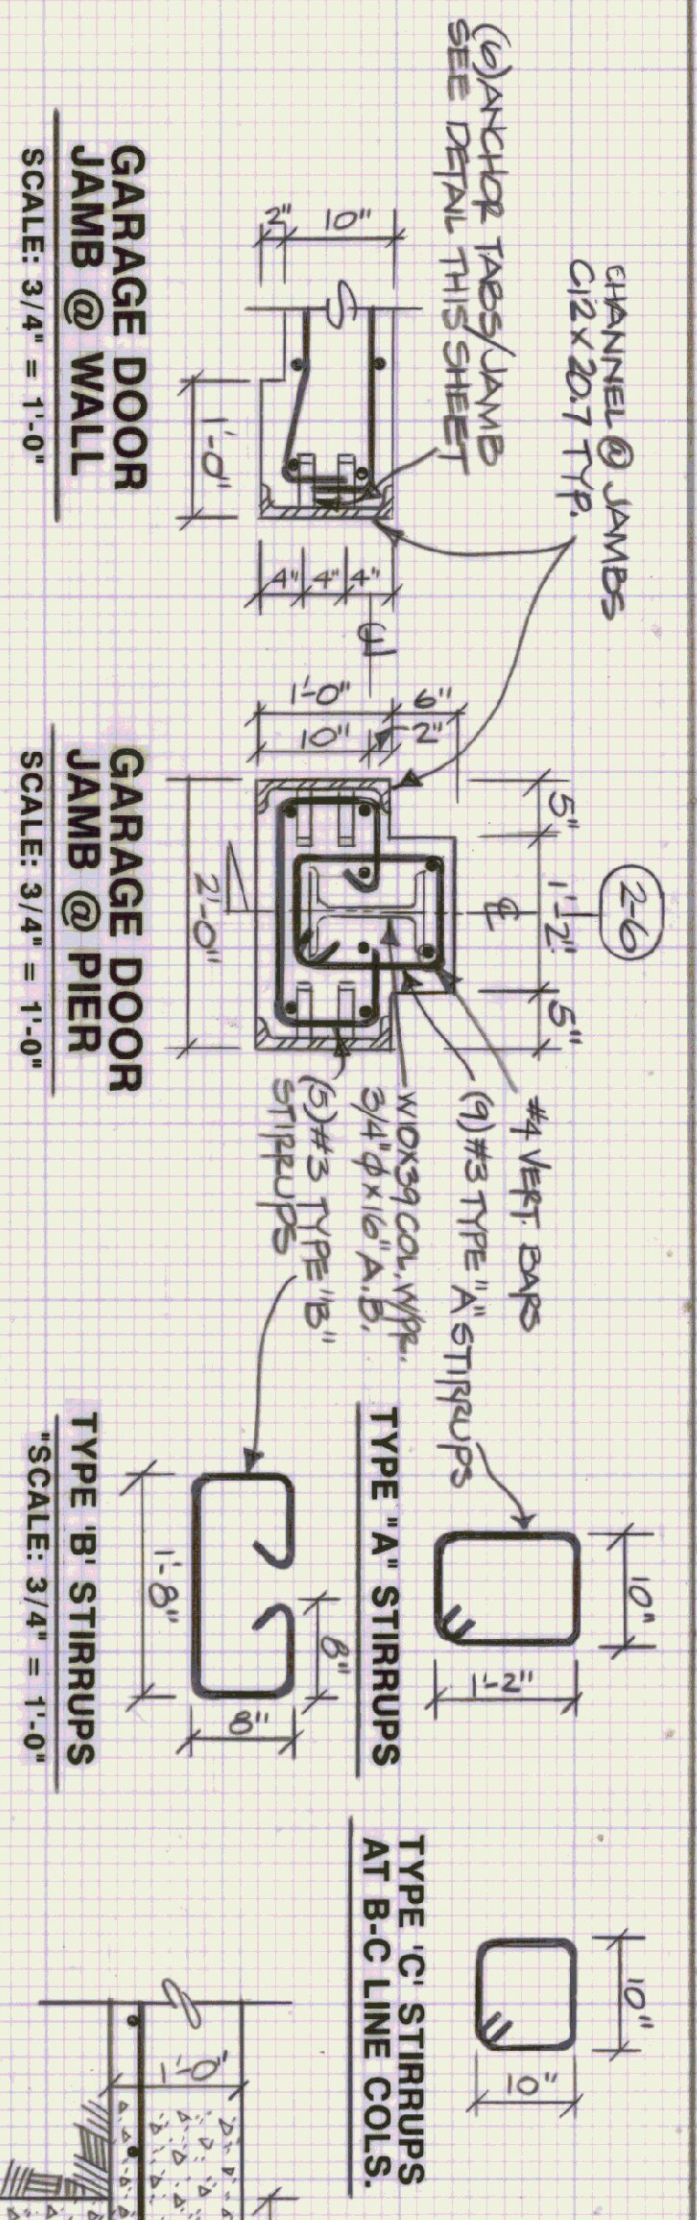 (6) ANCHOR TABS/JAMB
SEE DETAIL THIS SHEET
CHANNEL @ JAMBS
C12 X 20.7 TYP.
2"
10"
1'-0"
4"
4"
4"
GARAGE DOOR
JAMB @ WALL
SCALE: 3/4" = 1'-0"
2-6
5"
1'-2"
5"
℄
1'-0"
6"
10"
2"
2'-0"
#4 VERT. BARS
(9) #3 TYPE "A" STIRRUPS
W10X39 COL. W/PR.
3/4"ϕ X 16" A.B.
(5) #3 TYPE "B"
STIRRUPS
GARAGE DOOR
JAMB @ PIER
SCALE: 3/4" = 1'-0"
10"
1'-2"
TYPE "A" STIRRUPS
8"
8"
1'-8"
TYPE 'B' STIRRUPS
"SCALE: 3/4" = 1'-0"
10"
10"
TYPE 'C' STIRRUPS
AT B-C LINE COLS.
1'-0"